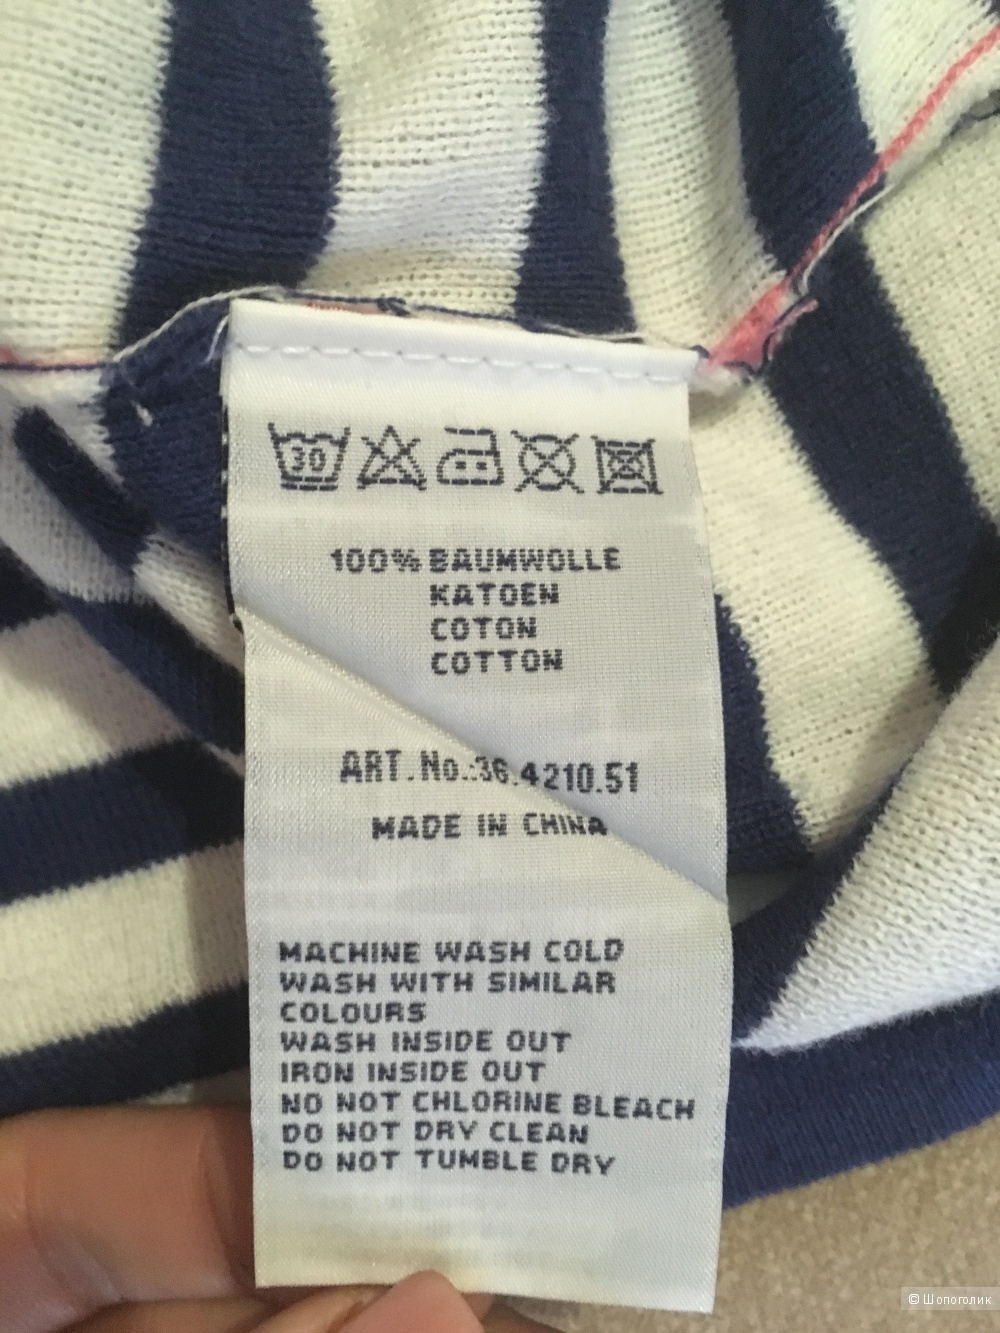 30
100% BAUMWOLLE
KATOEN
COTON
COTTON
ART.No.:36.4210.51
MADE IN CHINA
MACHINE WASH COLD
WASH WITH SIMILAR
COLOURS
WASH INSIDE OUT
IRON INSIDE OUT
NO NOT CHLORINE BLEACH
DO NOT DRY CLEAN
DO NOT TUMBLE DRY
© Шопоголик